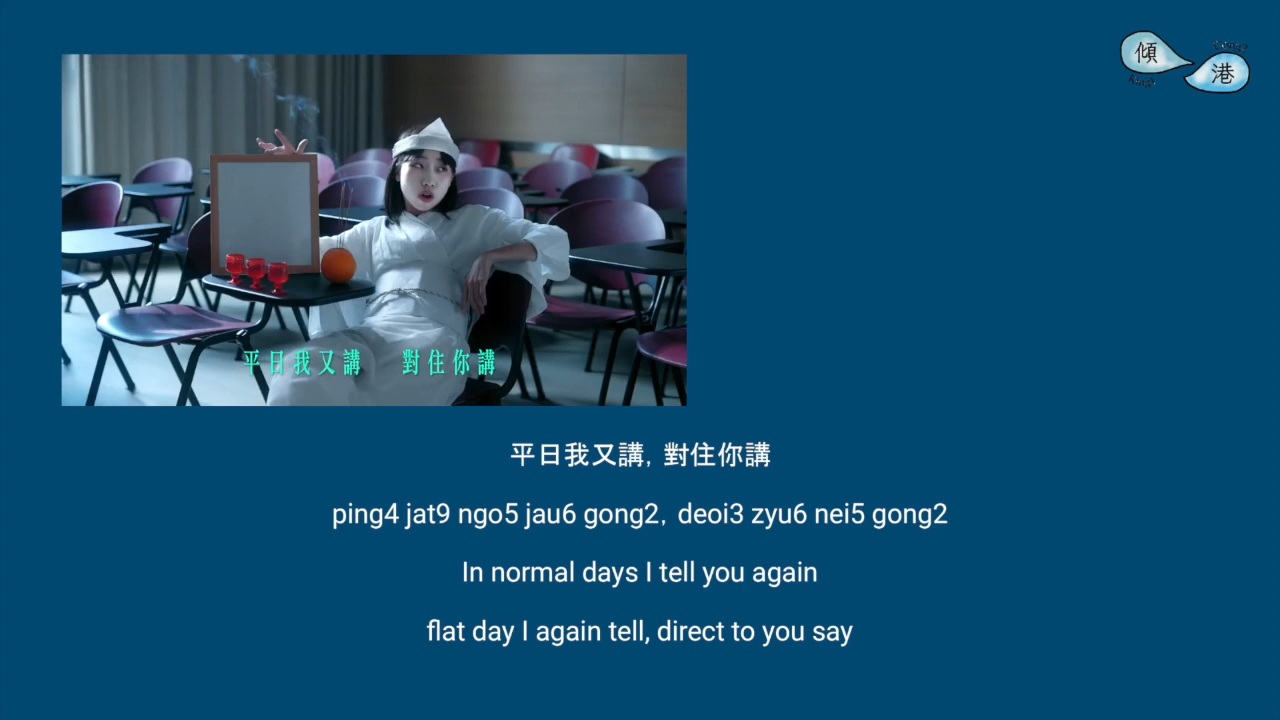 傾
港
平日我又講 對住你講
平日我又講, 對住你講
ping4 jat9 ngo5 jau6 gong2, deoi3 zyu6 nei5 gong2
In normal days I tell you again
flat day I again tell, direct to you say